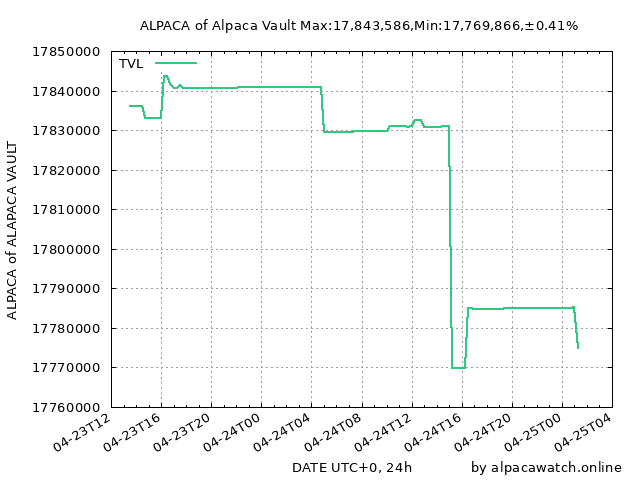 ALPACA of Alpaca Vault Max:17,843,586,Min:17,769,866,±0.41%
TVL
17850000
17840000
17830000
17820000
17810000
17800000
17790000
17780000
17770000
17760000
ALPACA of ALAPACA VAULT
04-23T12
04-23T16
04-23T20
04-24T00
04-24T04
04-24T08
04-24T12
04-24T16
04-24T20
04-25T00
04-25T04
DATE UTC+0, 24h
by alpacawatch.online